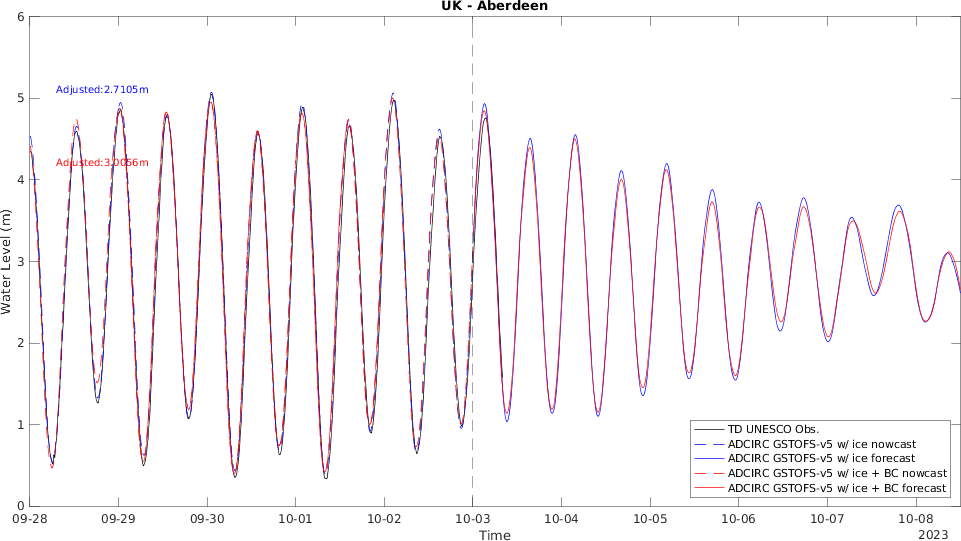 UK - Aberdeen
6
5
4
3
2
1
0
Water Level (m)
Adjusted:2.7105m
Adjusted:3.0056m
TD UNESCO Obs.
ADCIRC GSTOFS-v5 w/ ice nowcast
ADCIRC GSTOFS-v5 w/ ice forecast
ADCIRC GSTOFS-v5 w/ ice + BC nowcast
ADCIRC GSTOFS-v5 w/ ice + BC forecast
09-28 09-29 09-30 10-01 10-02 10-03 10-04 10-05 10-06 10-07 10-08
Time
2023